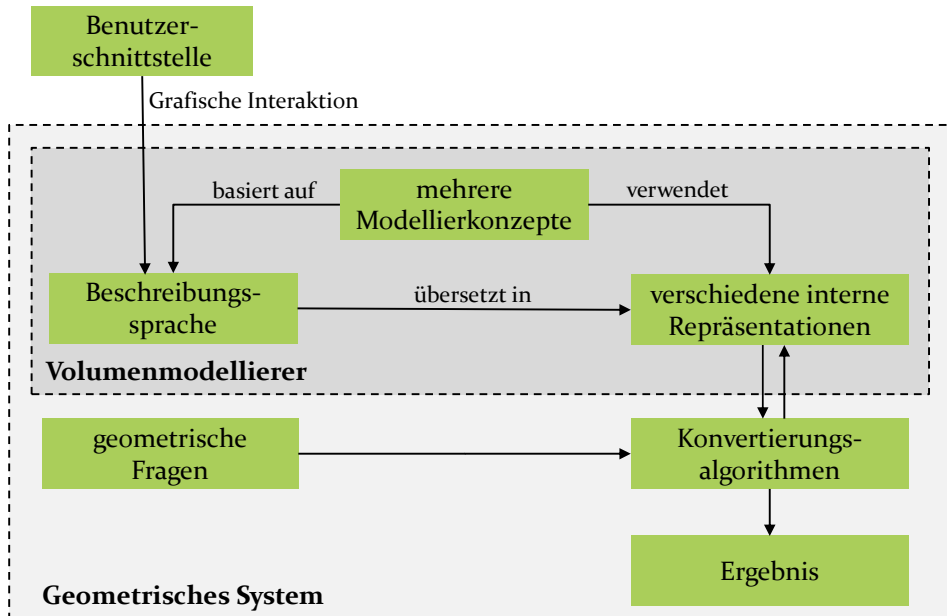 Benutzer-
schnittstelle
Grafische Interaktion
basiert auf
mehrere
Modellierkonzepte
verwendet
Beschreibungs-
sprache
übersetzt in
verschiedene interne
Repräsentationen
Volumenmodellierer
geometrische
Fragen
Konvertierungs-
algorithmen
Ergebnis
Geometrisches System